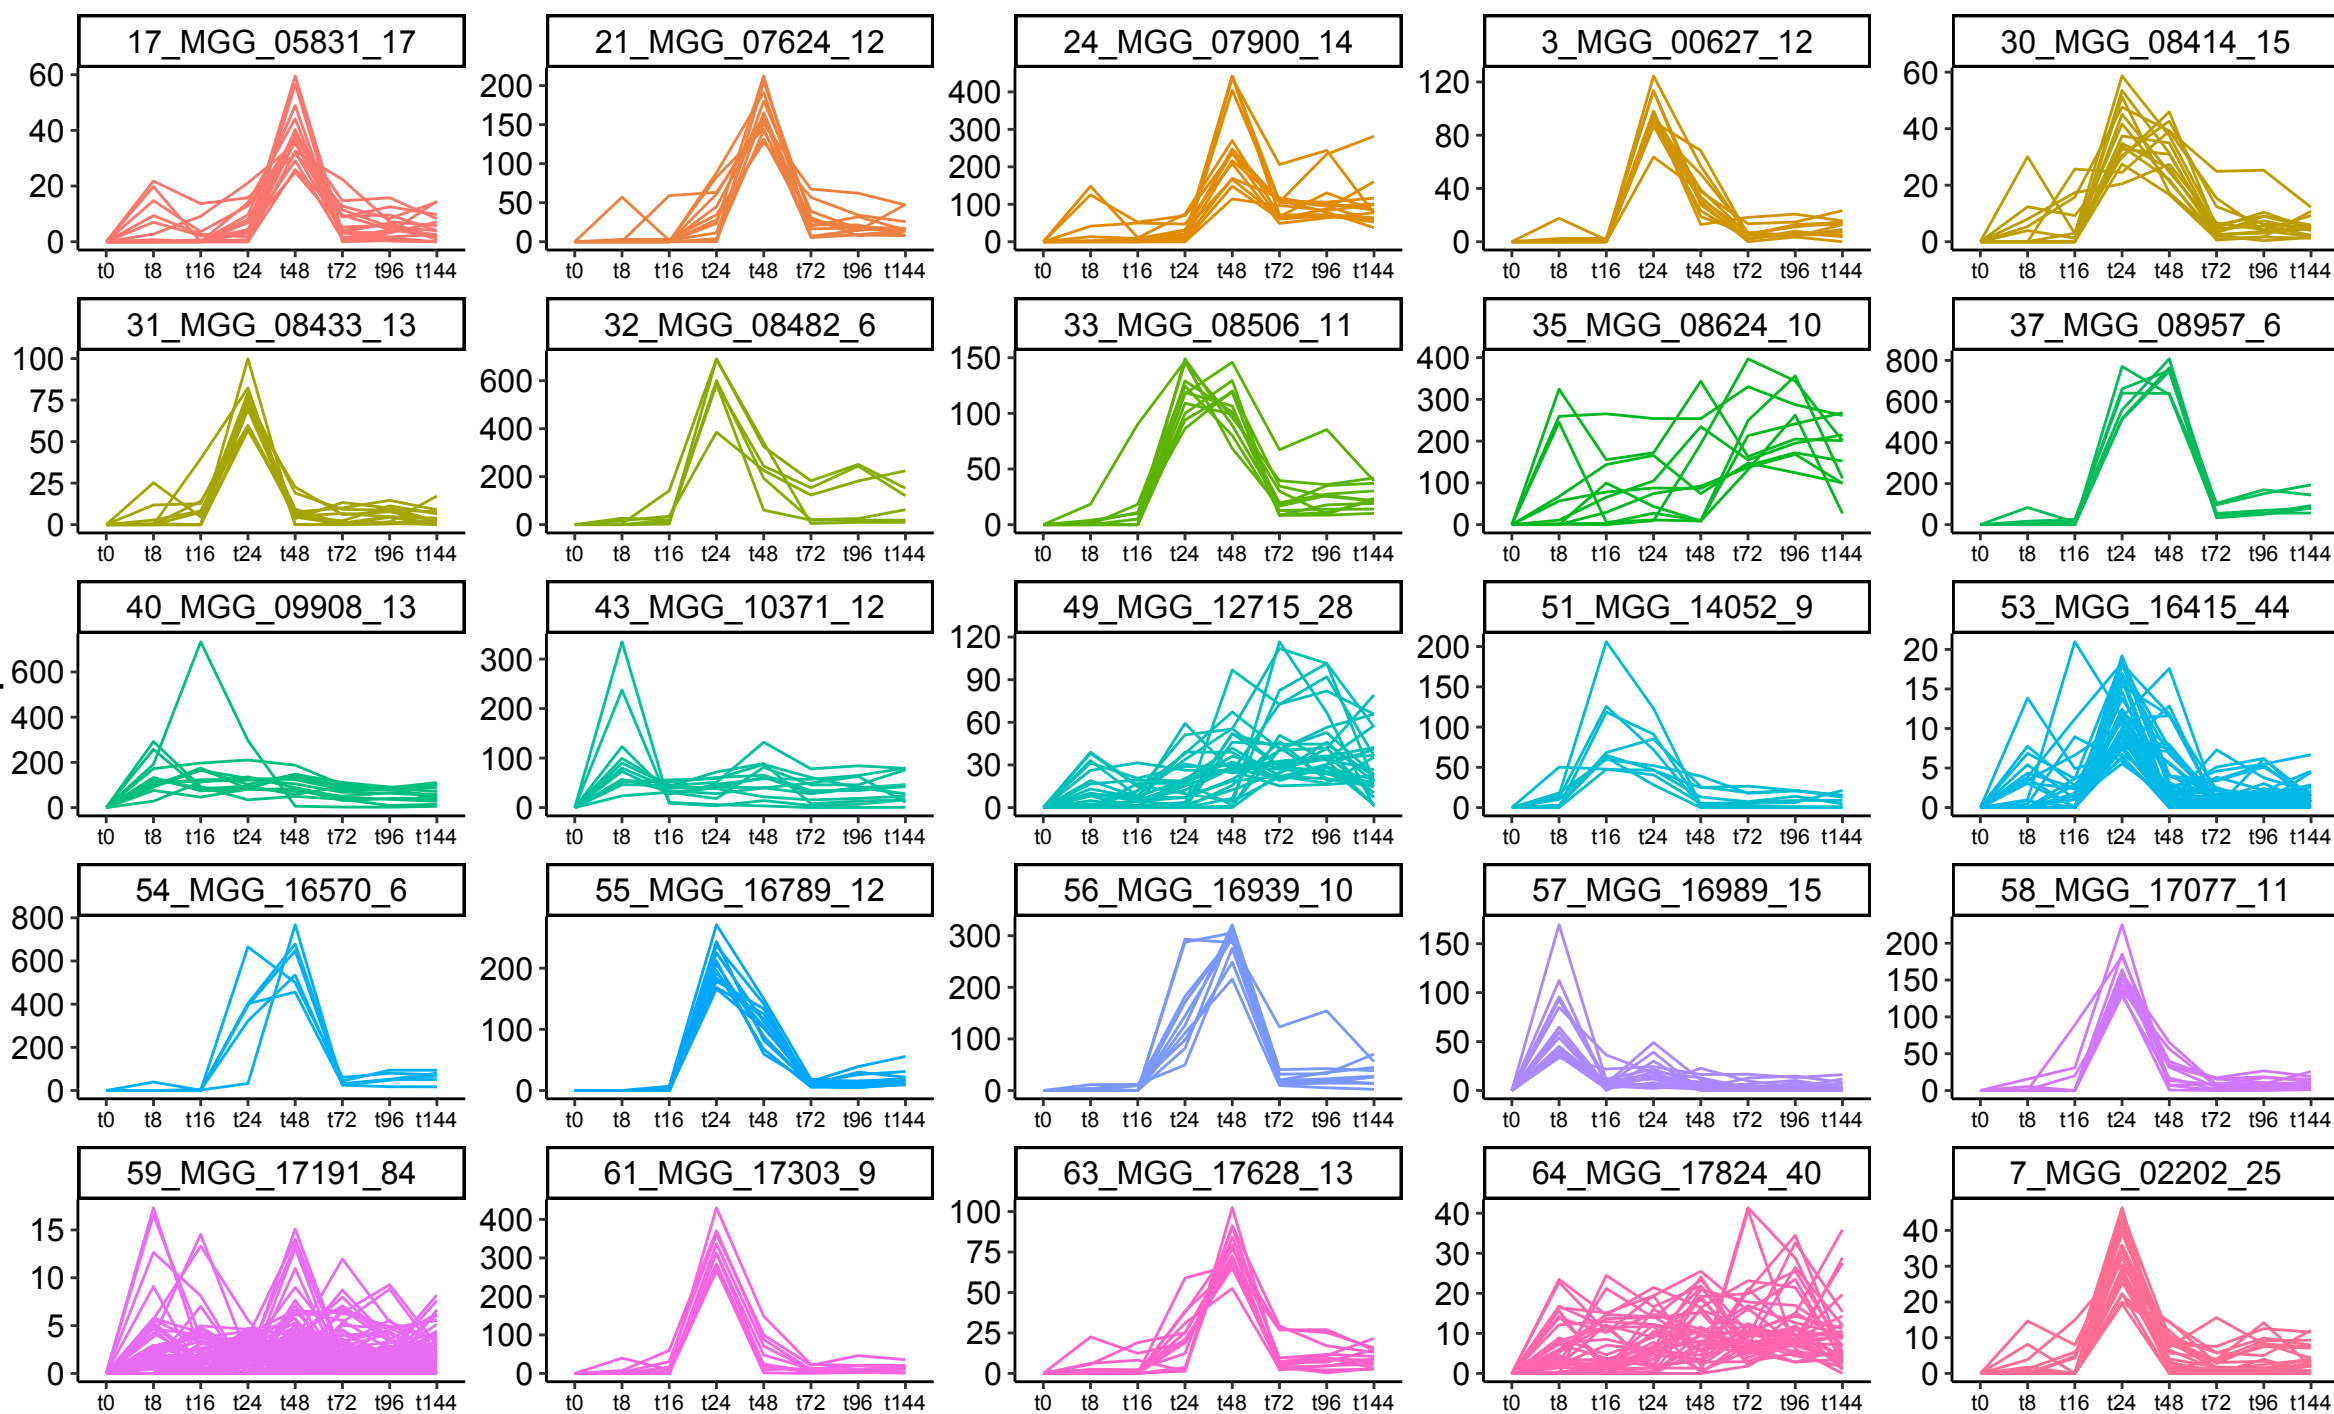 17_MGG_05831_17 21_MGG_07624_12 24_MGG_07900_14 3_MGG_00627_12 30_MGG_08414_15
60 200 400 120 60
40 150 300 80 40
20 100 200 40 20
0 50 100 0 0
0 0
t0 t8 t16 t24 t48 t72 t96 t144 t0 t8 t16 t24 t48 t72 t96 t144 t0 t8 t16 t24 t48 t72 t96 t144 t0 t8 t16 t24 t48 t72 t96 t144 t0 t8 t16 t24 t48 t72 t96 t144
31_MGG_08433_13 32_MGG_08482_6 33_MGG_08506_11 35_MGG_08624_10 37_MGG_08957_6
100 600 150 400 800
75 400 100 300 600
50 200 50 200 400
25 0 0 100 200
0 0 0
t0 t8 t16 t24 t48 t72 t96 t144 t0 t8 t16 t24 t48 t72 t96 t144 t0 t8 t16 t24 t48 t72 t96 t144 t0 t8 t16 t24 t48 t72 t96 t144 t0 t8 t16 t24 t48 t72 t96 t144
40_MGG_09908_13 43_MGG_10371_12 49_MGG_12715_28 51_MGG_14052_9 53_MGG_16415_44
600 300 120 200 20
400 200 90 150 15
200 100 60 100 10
0 0 30 50 5
0 0 0
t0 t8 t16 t24 t48 t72 t96 t144 t0 t8 t16 t24 t48 t72 t96 t144 t0 t8 t16 t24 t48 t72 t96 t144 t0 t8 t16 t24 t48 t72 t96 t144 t0 t8 t16 t24 t48 t72 t96 t144
54_MGG_16570_6 55_MGG_16789_12 56_MGG_16939_10 57_MGG_16989_15 58_MGG_17077_11
800 200 300 150 200
600 100 200 100 150
400 0 100 50 100
200 0 0 50
0 0
t0 t8 t16 t24 t48 t72 t96 t144 t0 t8 t16 t24 t48 t72 t96 t144 t0 t8 t16 t24 t48 t72 t96 t144 t0 t8 t16 t24 t48 t72 t96 t144 t0 t8 t16 t24 t48 t72 t96 t144
59_MGG_17191_84 61_MGG_17303_9 63_MGG_17628_13 64_MGG_17824_40 7_MGG_02202_25
15 400 100 40 40
10 300 75 30 30
5 200 50 20 20
0 100 25 10 10
0 0 0 0
t0 t8 t16 t24 t48 t72 t96 t144 t0 t8 t16 t24 t48 t72 t96 t144 t0 t8 t16 t24 t48 t72 t96 t144 t0 t8 t16 t24 t48 t72 t96 t144 t0 t8 t16 t24 t48 t72 t96 t144